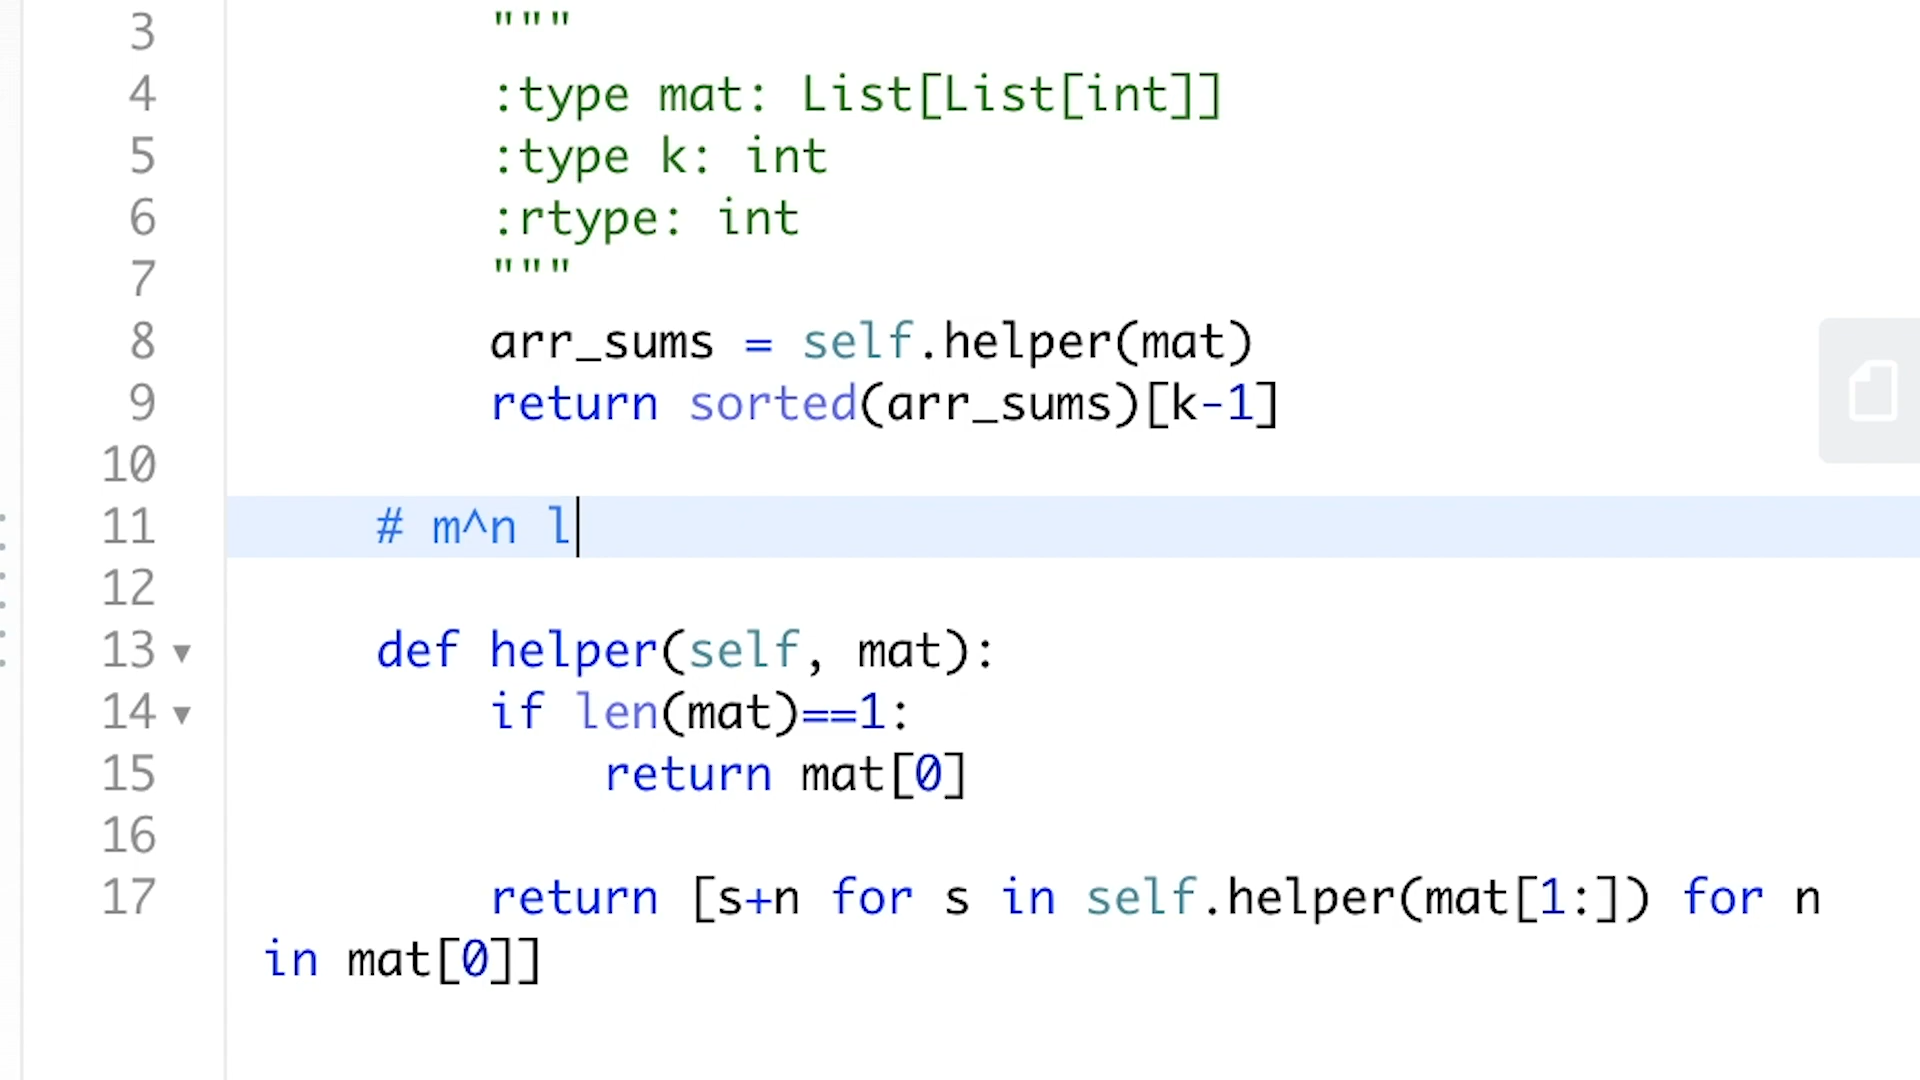 3 """
4 :type mat: List[List[int]]
5 :type k: int
6 :rtype: int
7 """
8 arr_sums = self.helper(mat)
9 return sorted(arr_sums)[k-1]
10
11 # m^n l
12
13 def helper(self, mat):
14 if len(mat)==1:
15 return mat[0]
16
17 return [s+n for s in self.helper(mat[1:]) for n
in mat[0]]